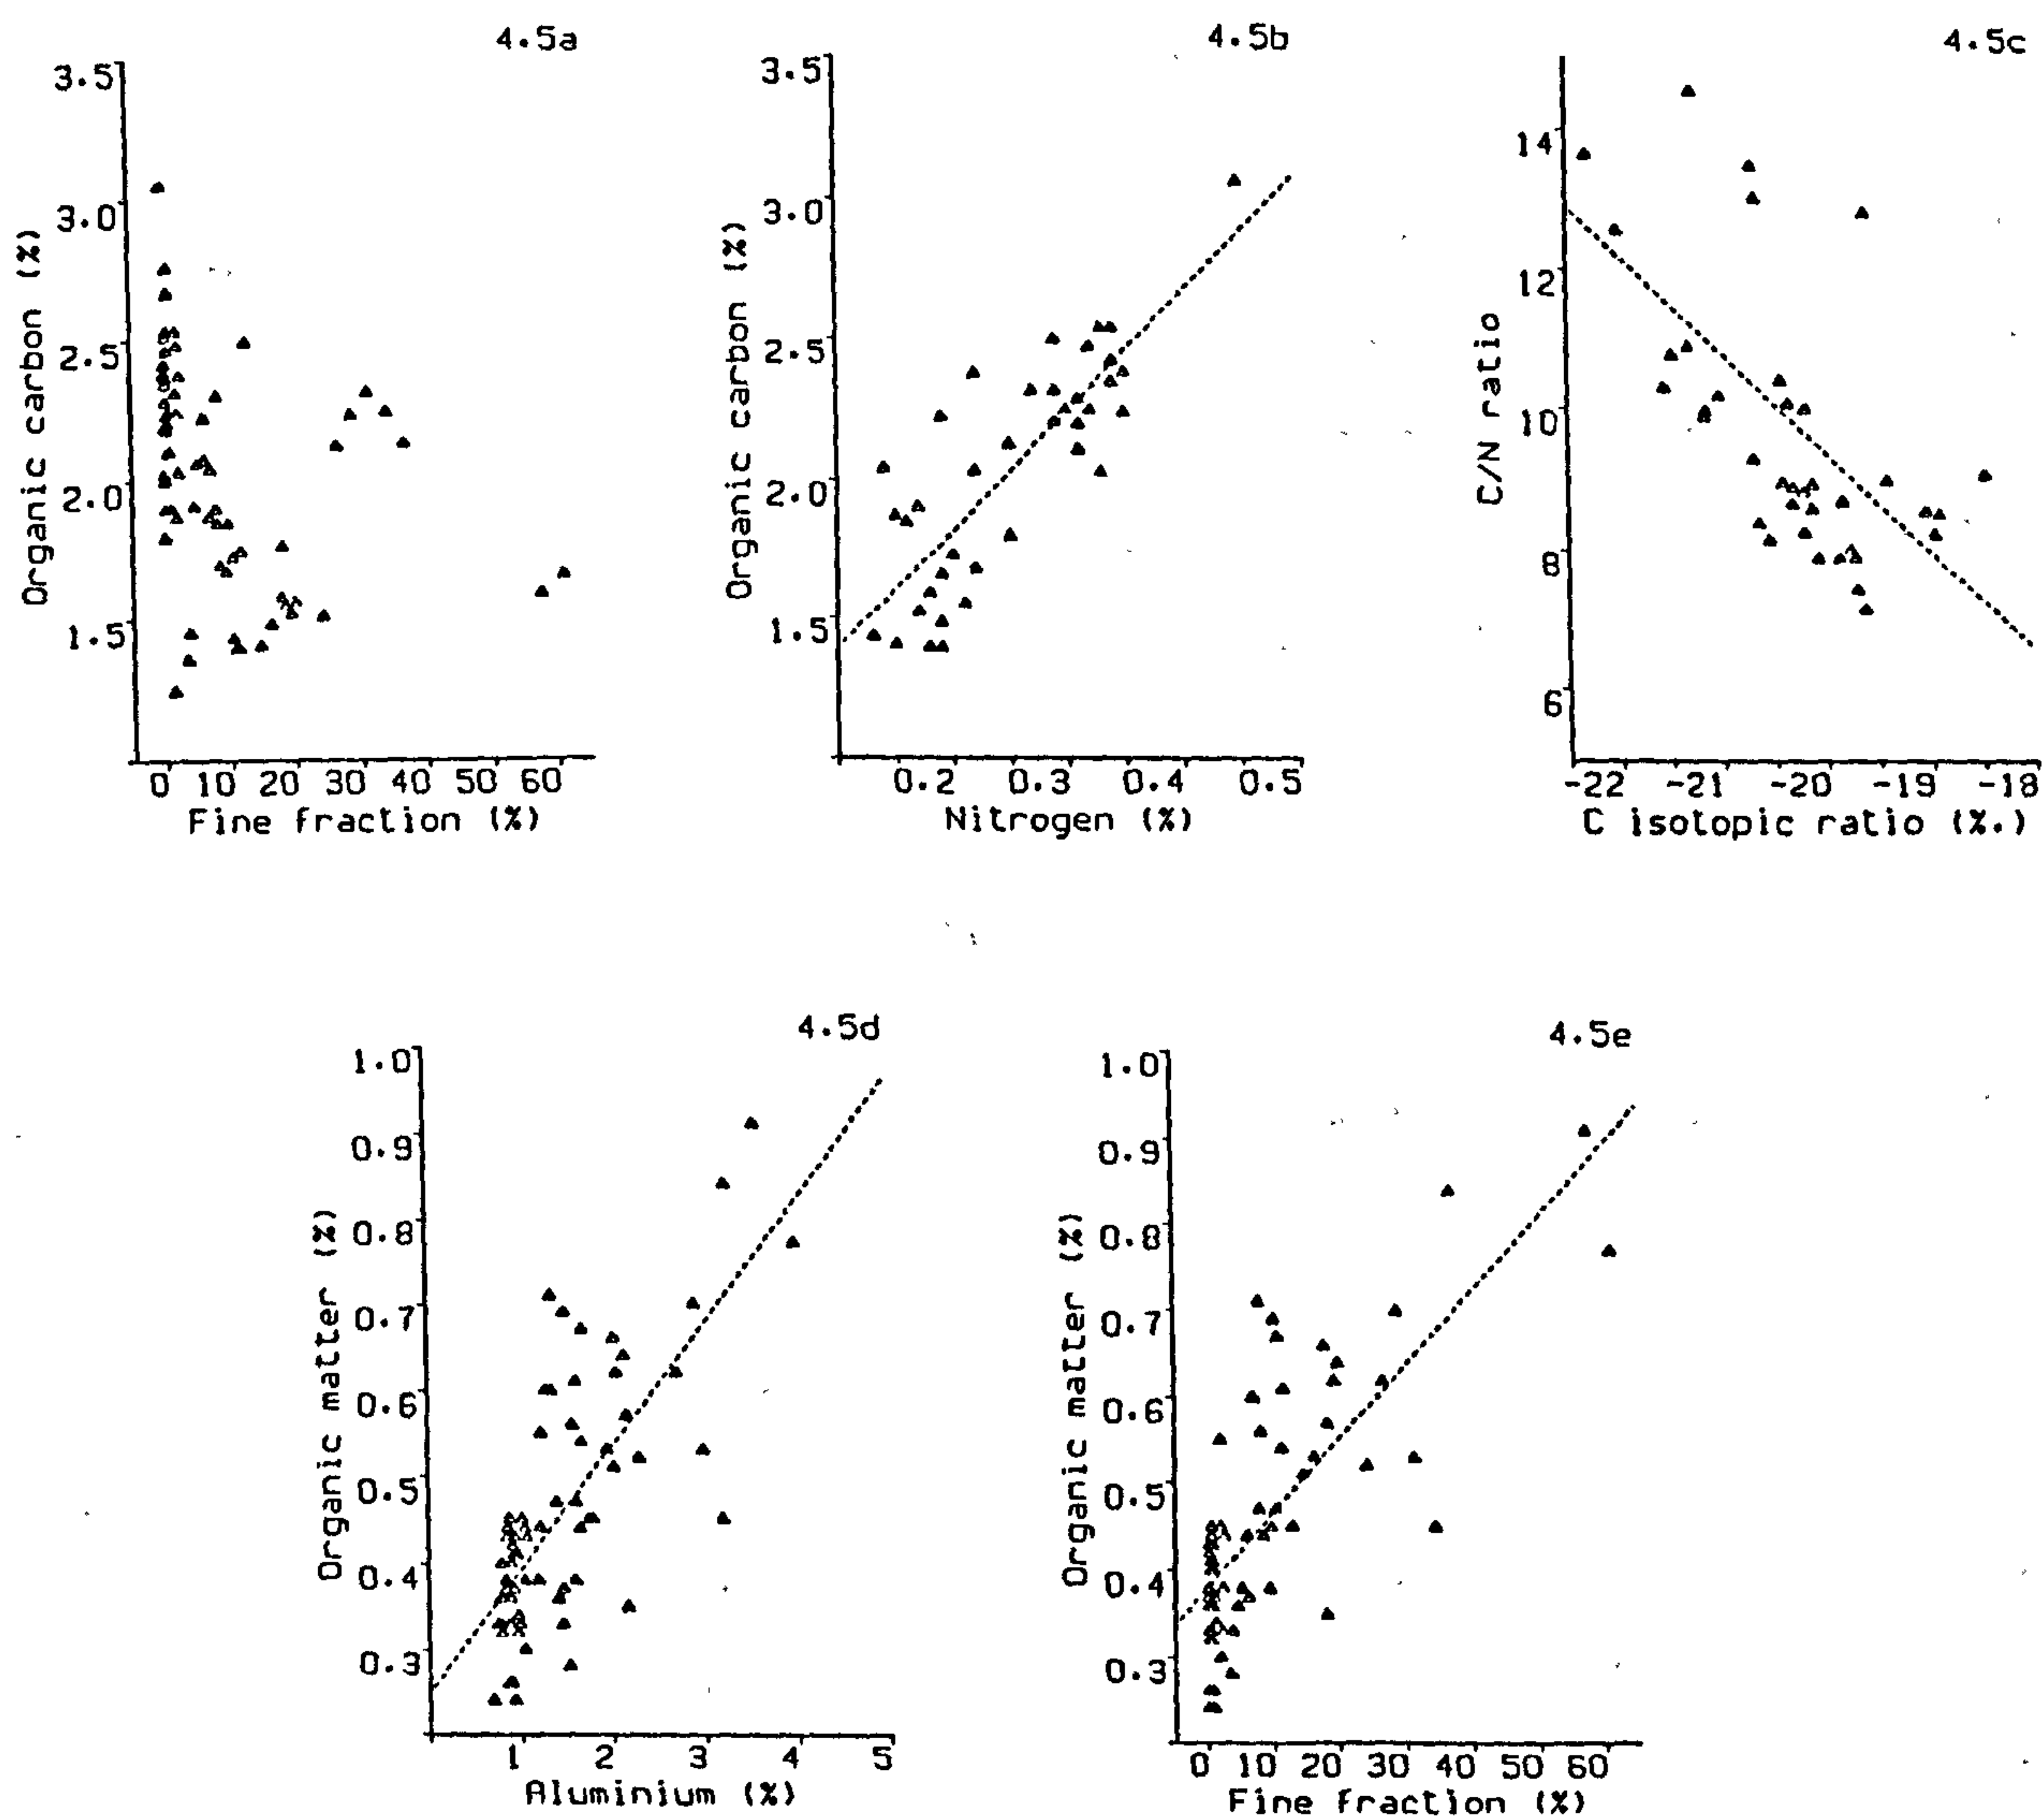 4.5a
3.5
3.0
2.5
2.0
1.5
Organic carbon (%)
0 10 20 30 40 50 60
Fine fraction (%)
4.5b
3.5
3.0
2.5
2.0
1.5
Organic carbon (%)
0.2 0.3 0.4 0.5
Nitrogen (%)
4.5c
14
12
10
8
6
C/N ratio
-22 -21 -20 -19 -18
C isotopic ratio (%.)
4.5d
1.0
0.9
0.8
0.7
0.6
0.5
0.4
0.3
Organic matter (%)
1 2 3 4 5
Aluminium (%)
4.5e
1.0
0.9
0.8
0.7
0.6
0.5
0.4
0.3
Organic matter (%)
0 10 20 30 40 50 60
Fine fraction (%)